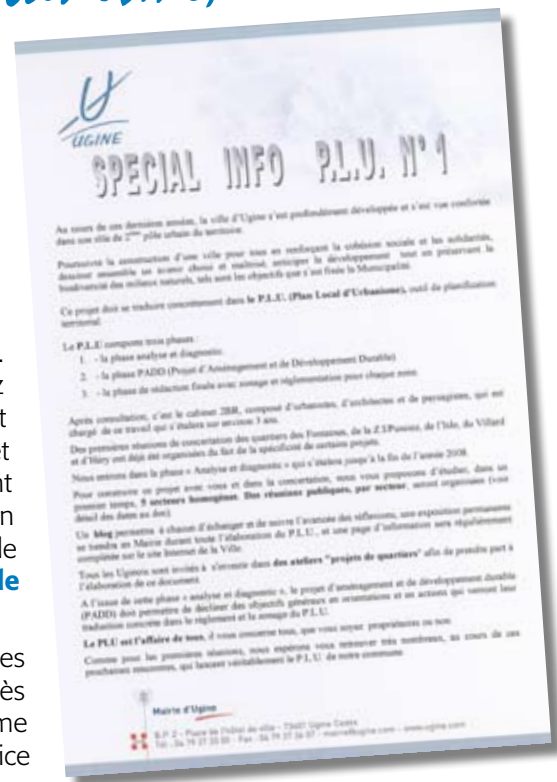 UGINE
SPECIAL INFO P.L.U. N° 1
Au cours de ces dernières années, la ville d'Ugine s'est profondément développée et s'est vue confortée
dans son rôle de 2ème pôle urbain du territoire.
Poursuivre la construction d'une ville pour tous en renforçant la cohésion sociale et les solidarités,
dessiner ensemble un avenir choisi et maîtrisé, anticiper le développement tout en préservant la
biodiversité des milieux naturels, tels sont les objectifs que s'est fixée la Municipalité.
Ce projet doit se traduire concrètement dans le P.L.U. (Plan Local d'Urbanisme), outil de planification
territorial.
Le P.L.U comporte trois phases :
1. - la phase analyse et diagnostic.
2. - la phase PADD (Projet d'Aménagement et de Développement Durable)
3. - la phase de rédaction finale avec zonage et réglementation pour chaque zone.
Après consultation, c'est le cabinet 2BR, composé d'urbanistes, d'architectes et de paysagistes, qui est
chargé de ce travail qui s'étalera sur environ 3 ans.
Des premières réunions de concertation des quartiers des Fontaines, de la Z.I/Pussiez, de l'Isle, du Villard
et d'Héry ont déjà été organisées du fait de la spécificité de certains projets.
Nous entrons dans la phase « Analyse et diagnostic » qui s'étalera jusqu'à la fin de l'année 2008.
Pour construire ce projet avec vous et dans la concertation, nous vous proposons d'étudier, dans un
premier temps, 5 secteurs homogènes. Des réunions publiques, par secteur, seront organisées (voir
détail des dates au dos).
Un blog permettra à chacun d'échanger et de suivre l'avancée des réflexions, une exposition permanente
se tiendra en Mairie durant toute l'élaboration du P.L.U., et une page d'information sera régulièrement
complétée sur le site Internet de la Ville.
Tous les Uginois sont invités à s'investir dans des ateliers "projets de quartiers" afin de prendre part à
l'élaboration de ce document.
A l'issue de cette phase « analyse et diagnostic », le projet d'aménagement et de développement durable
(PADD) doit permettre de décliner des objectifs généraux en orientations et en actions qui verront leur
traduction concrète dans le règlement et le zonage du P.L.U.
Le PLU est l'affaire de tous, il vous concerne tous, que vous soyez propriétaires ou non.
Comme pour les premières réunions, nous espérons vous retrouver très nombreux, au cours de ces
prochaines rencontres, qui lancent véritablement le P.L.U. de notre commune.
Mairie d'Ugine
B.P. 2 - Place de l'hôtel de ville - 73401 Ugine Cedex
.
z
t
et
nt
n
de
le
es
ès
me
ice